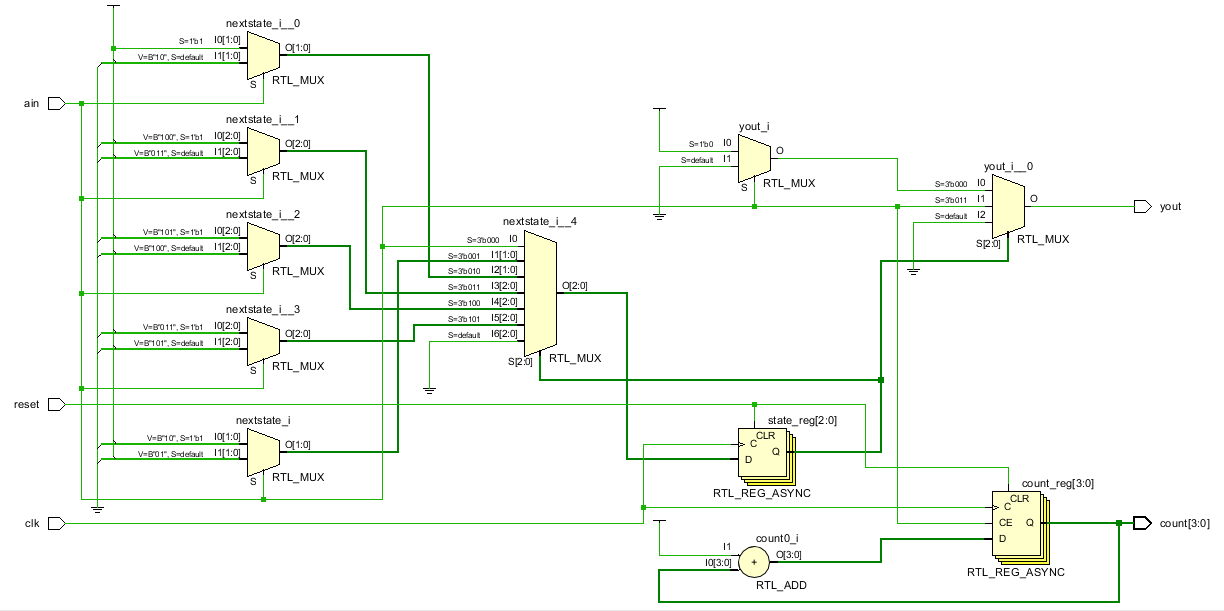 nextstate_i__0
S=1'b1 I0[1:0]
V=B"10", S=default I1[1:0]
O[1:0]
S
RTL_MUX
ain
nextstate_i__1
V=B"100", S=1'b1 I0[2:0]
V=B"011", S=default I1[2:0]
O[2:0]
S
RTL_MUX
nextstate_i__2
V=B"101", S=1'b1 I0[2:0]
V=B"100", S=default I1[2:0]
O[2:0]
S
RTL_MUX
nextstate_i__3
V=B"011", S=1'b1 I0[2:0]
V=B"101", S=default I1[2:0]
O[2:0]
S
RTL_MUX
reset
nextstate_i
V=B"10", S=1'b1 I0[1:0]
V=B"01", S=default I1[1:0]
O[1:0]
S
RTL_MUX
clk
nextstate_i__4
S=3'b000 I0
S=3'b001 I1[1:0]
S=3'b010 I2[1:0]
S=3'b011 I3[2:0]
S=3'b100 I4[2:0]
S=3'b101 I5[2:0]
S=default I6[2:0]
O[2:0]
S[2:0]
RTL_MUX
yout_i
S=1'b0 I0
S=default I1
O
S
RTL_MUX
yout_i__0
S=3'b000 I0
S=3'b011 I1
S=default I2
O
S[2:0]
RTL_MUX
yout
state_reg[2:0]
CLR
C
D
Q
RTL_REG_ASYNC
count0_i
I1
I0[3:0]
+
O[3:0]
RTL_ADD
count_reg[3:0]
CLR
C
CE
D
Q
RTL_REG_ASYNC
count[3:0]